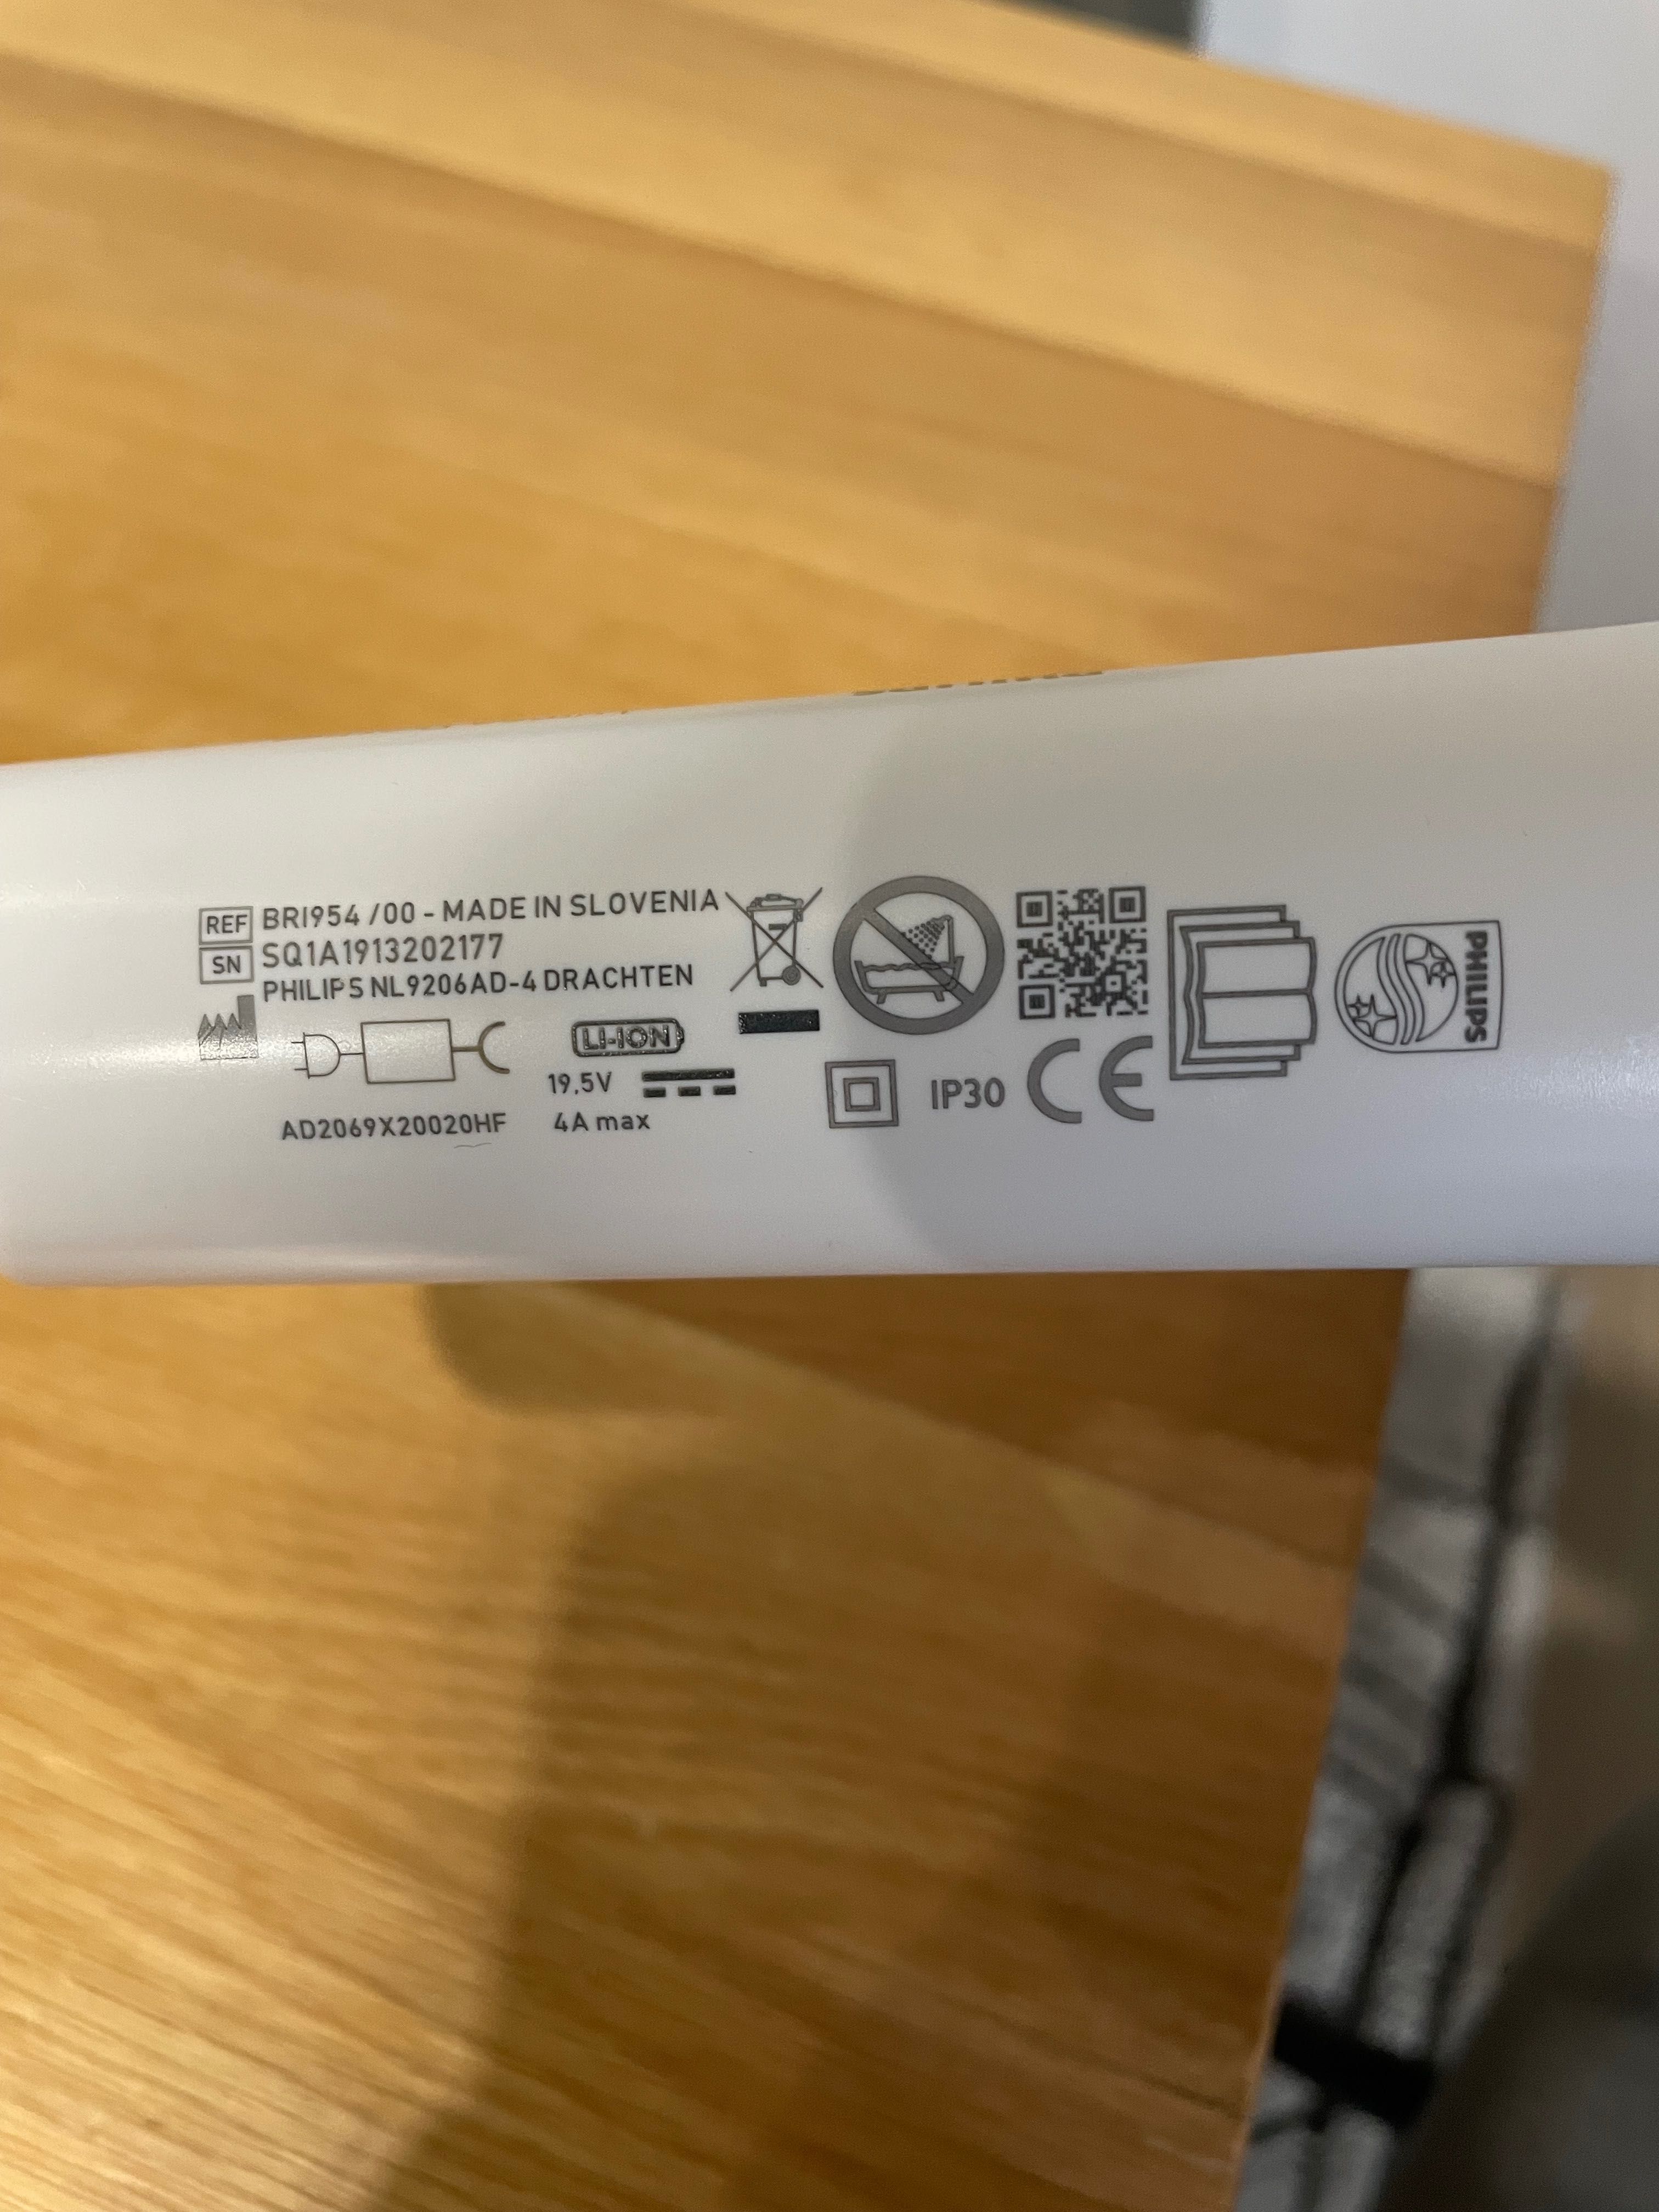 REF BRI954 /00 - MADE IN SLOVENIA
SN SQ1A1913202177
PHILIPS NL9206AD-4 DRACHTEN
LI-ION
19,5V
AD2069X20020HF 4A max
IP30 CE
PHILIPS